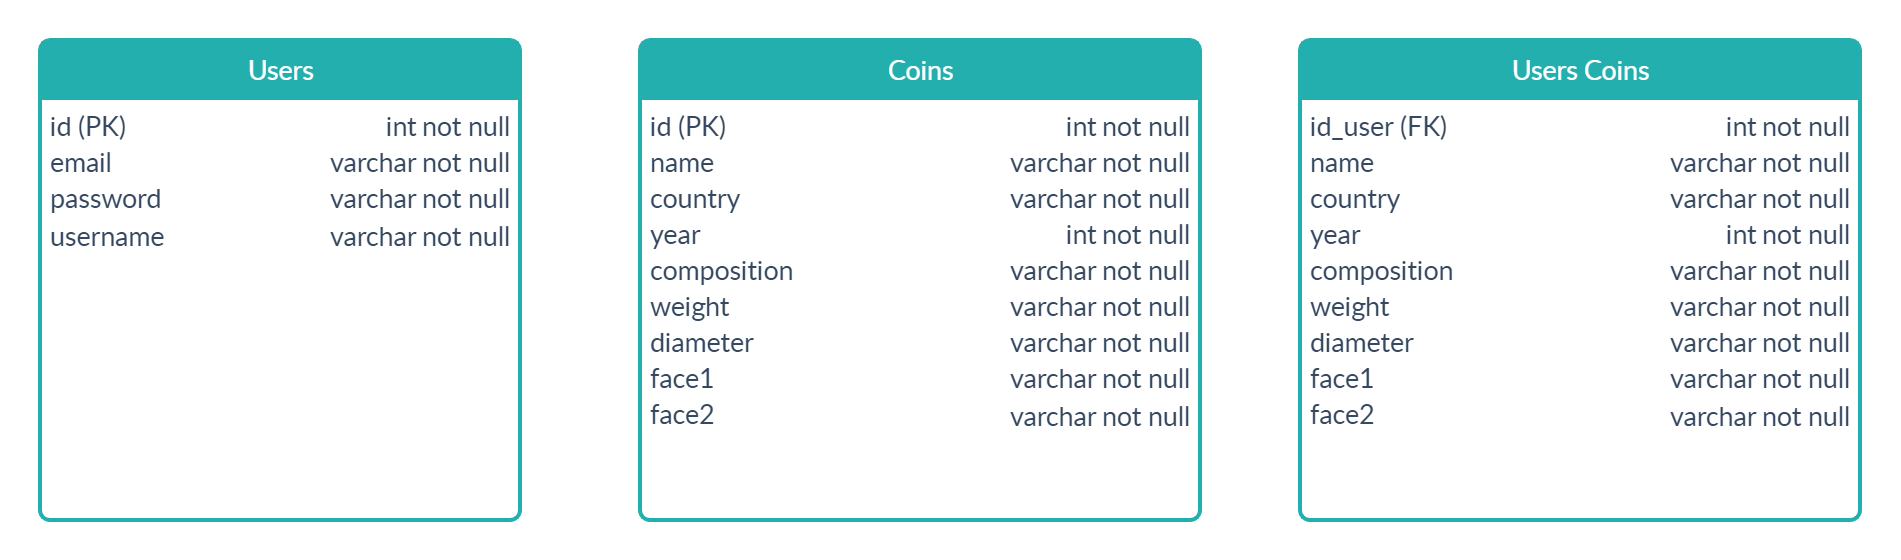 Users
id (PK) int not null
email varchar not null
password varchar not null
username varchar not null
Coins
id (PK) int not null
name varchar not null
country varchar not null
year int not null
composition varchar not null
weight varchar not null
diameter varchar not null
face1 varchar not null
face2 varchar not null
Users Coins
id_user (FK) int not null
name varchar not null
country varchar not null
year int not null
composition varchar not null
weight varchar not null
diameter varchar not null
face1 varchar not null
face2 varchar not null